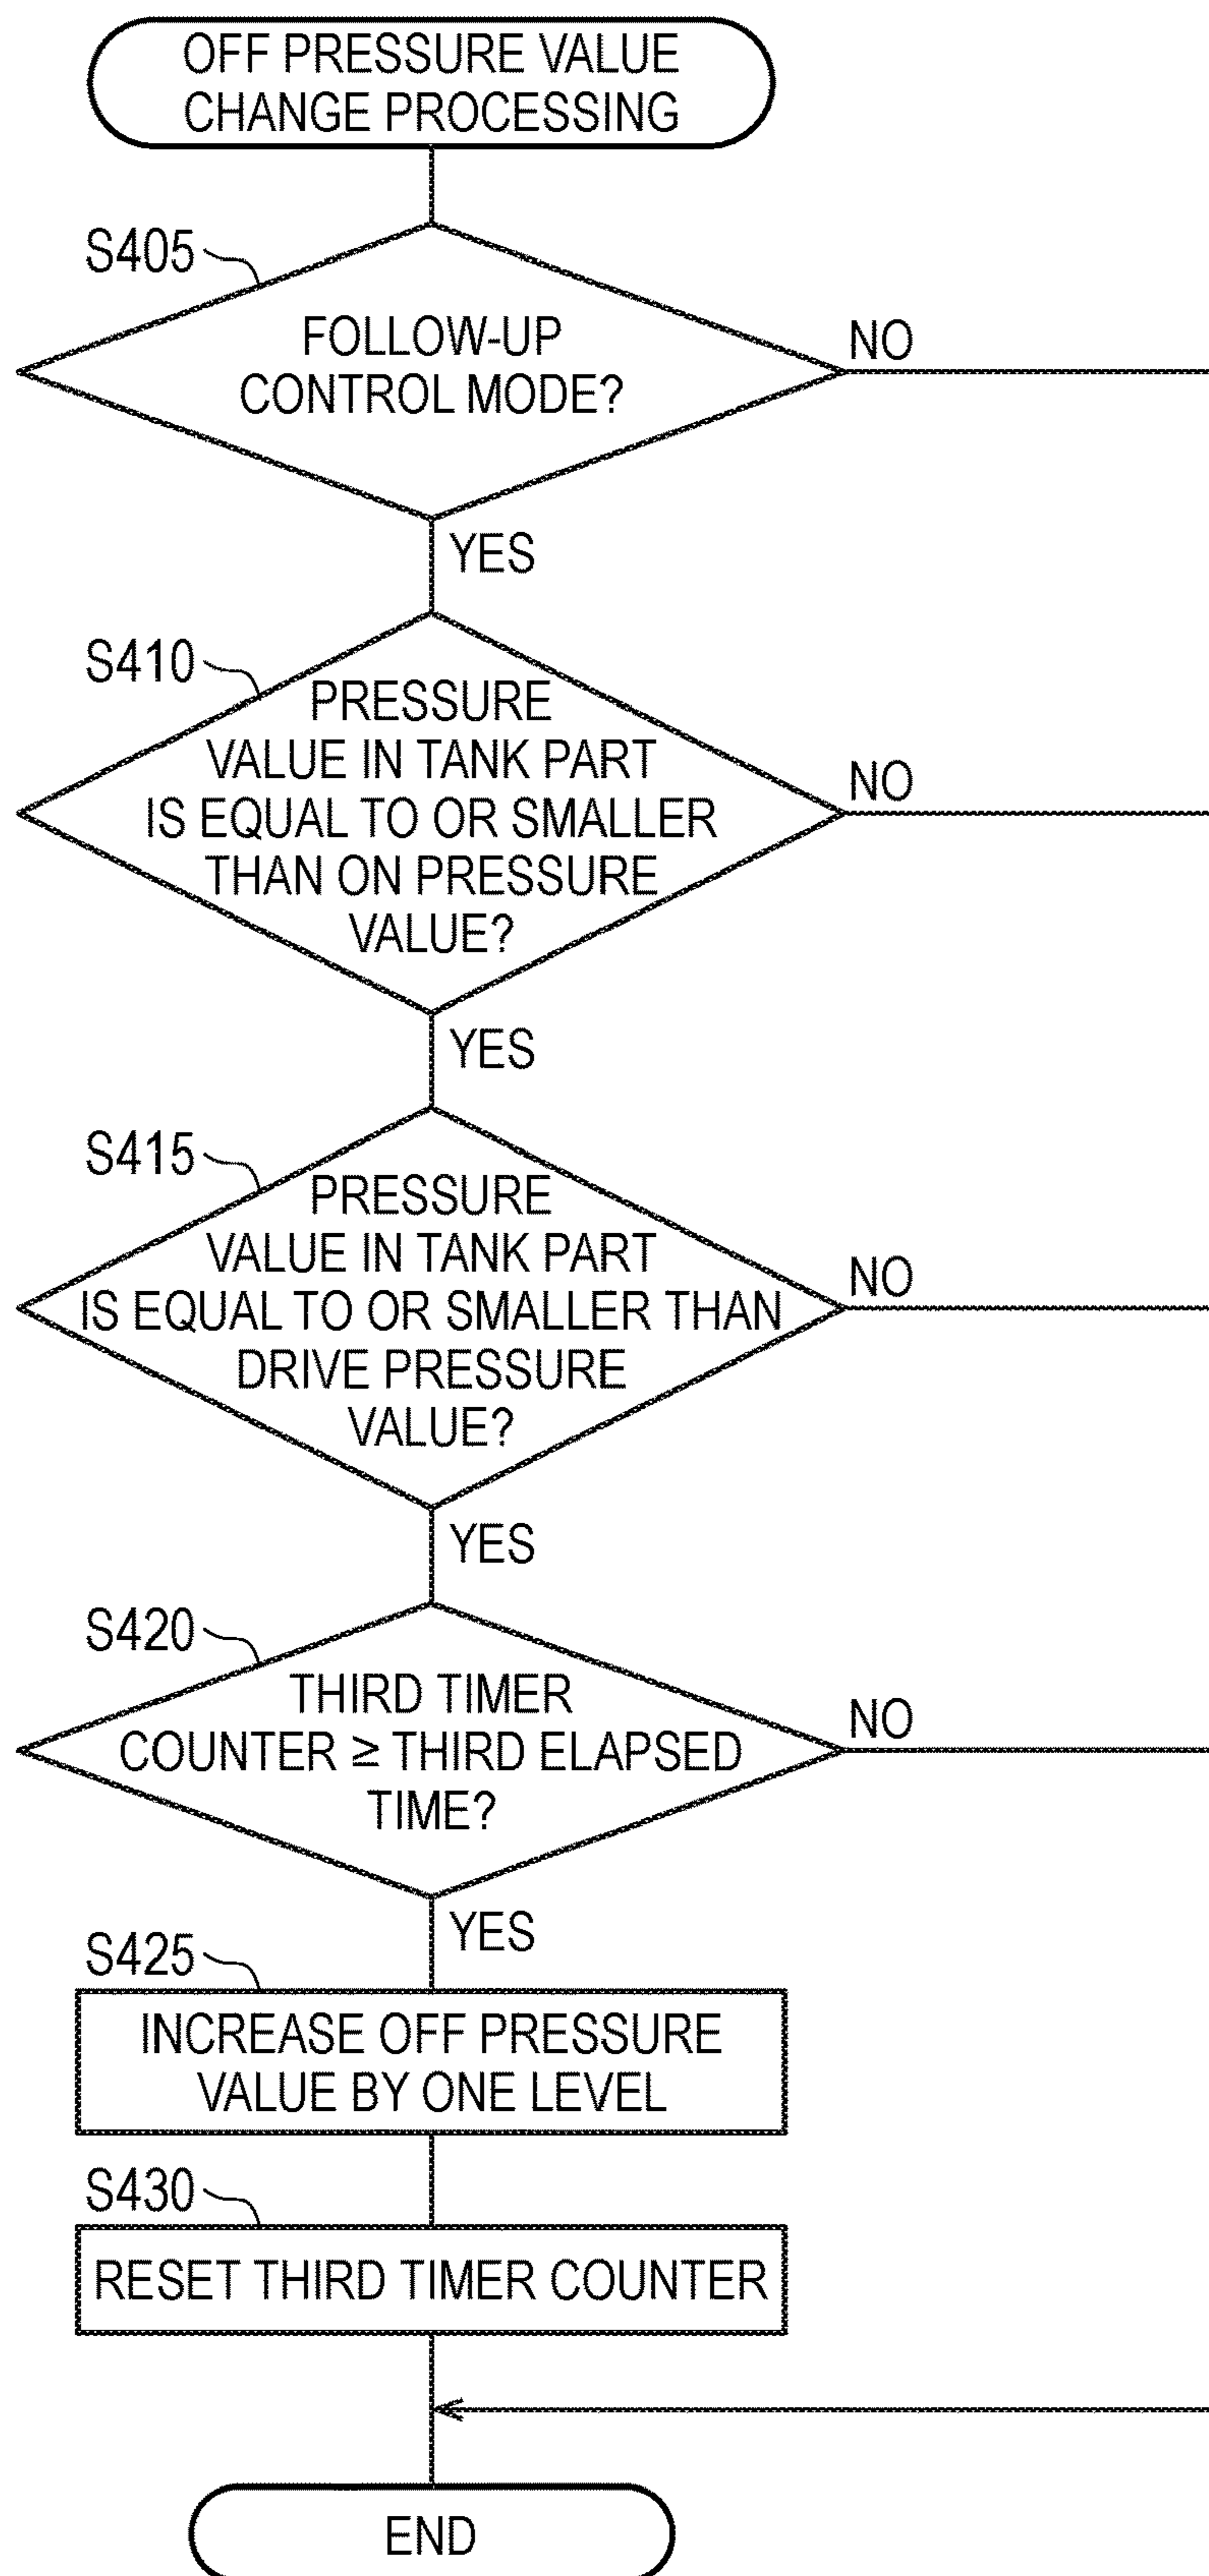 OFF PRESSURE VALUE
CHANGE PROCESSING
S405
FOLLOW-UP
CONTROL MODE?
NO
YES
S410
PRESSURE
VALUE IN TANK PART
IS EQUAL TO OR SMALLER
THAN ON PRESSURE
VALUE?
NO
YES
S415
PRESSURE
VALUE IN TANK PART
IS EQUAL TO OR SMALLER THAN
DRIVE PRESSURE
VALUE?
NO
YES
S420
THIRD TIMER
COUNTER ≥ THIRD ELAPSED
TIME?
NO
YES
S425
INCREASE OFF PRESSURE
VALUE BY ONE LEVEL
S430
RESET THIRD TIMER COUNTER
END